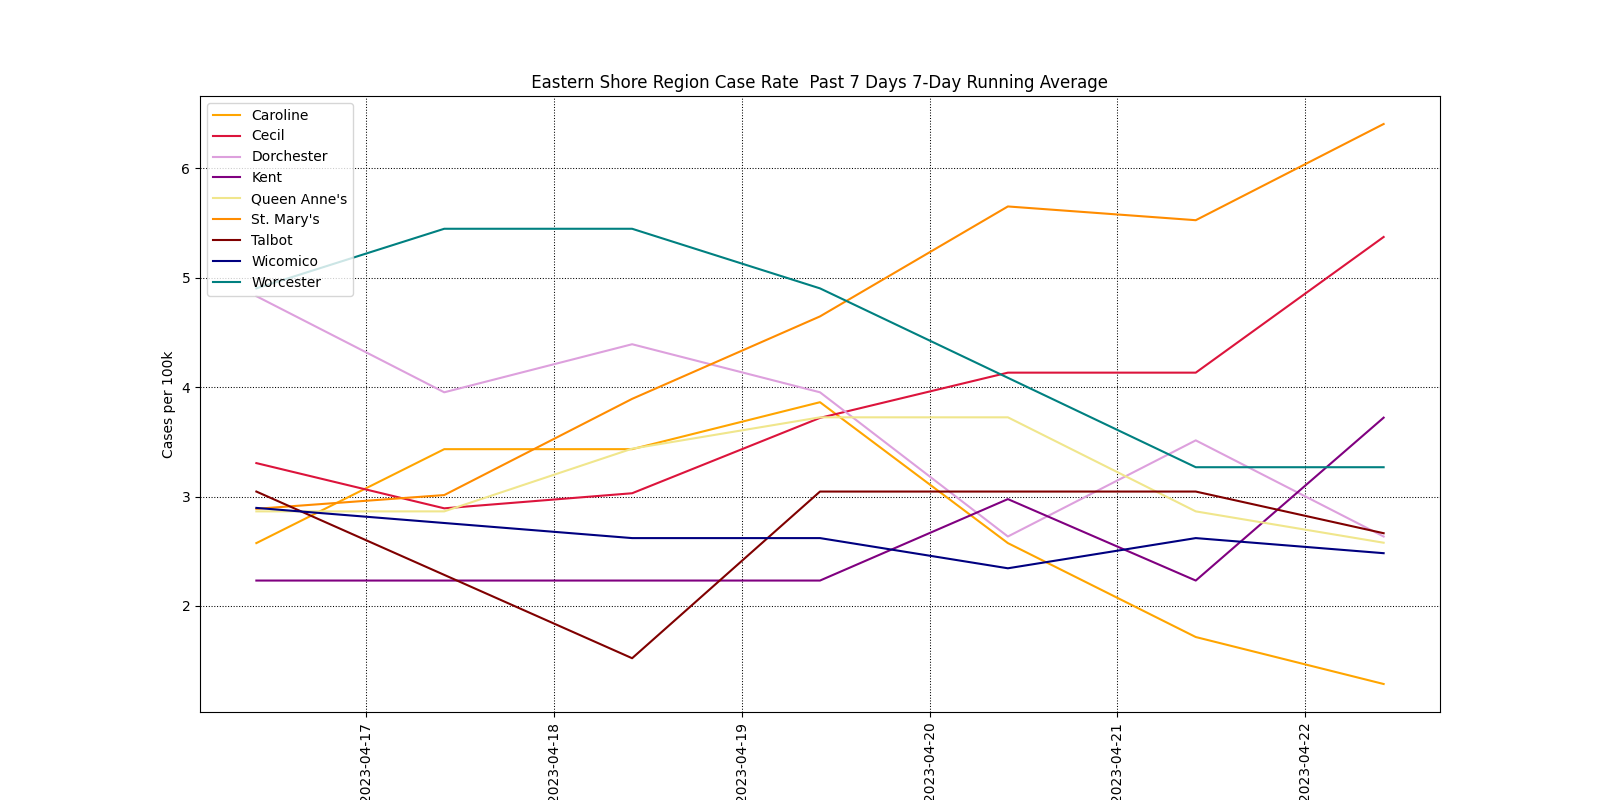 Eastern Shore Region Case Rate  Past 7 Days 7-Day Running Average
Caroline
Cecil
Dorchester
Kent
Queen Anne's
St. Mary's
Talbot
Wicomico
Worcester
Cases per 100k
6
5
4
3
2
2023-04-17
2023-04-18
2023-04-19
2023-04-20
2023-04-21
2023-04-22